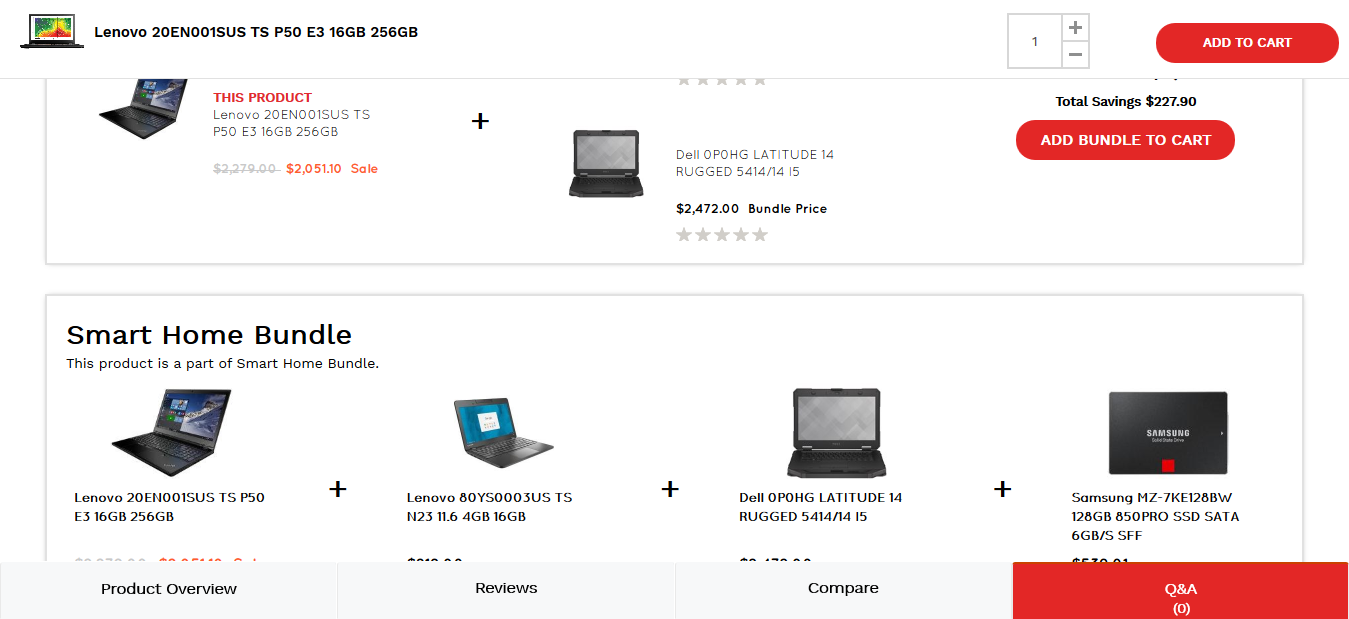 Lenovo 20EN001SUS TS P50 E3 16GB 256GB
1
ADD TO CART
THIS PRODUCT
Lenovo 20EN001SUS TS
P50 E3 16GB 256GB
$2,279.00 $2,051.10 Sale
+
Dell 0P0HG LATITUDE 14
RUGGED 5414/14 I5
$2,472.00 Bundle Price
Total Savings $227.90
ADD BUNDLE TO CART
Smart Home Bundle
This product is a part of Smart Home Bundle.
Lenovo 20EN001SUS TS P50
E3 16GB 256GB
+
Lenovo 80YS0003US TS
N23 11.6 4GB 16GB
+
Dell 0P0HG LATITUDE 14
RUGGED 5414/14 I5
+
SAMSUNG
Solid State Drive
Samsung MZ-7KE128BW
128GB 850PRO SSD SATA
6GB/S SFF
Product Overview
Reviews
Compare
Q&A
(0)